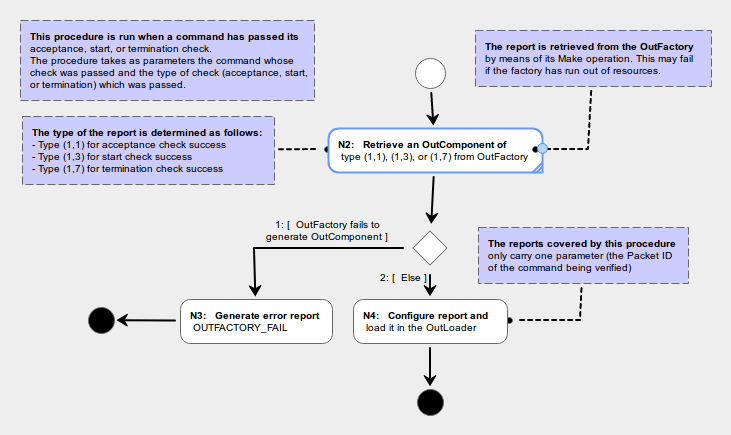 This procedure is run when a command has passed its
acceptance, start, or termination check.
The procedure takes as parameters the command whose
check was passed and the type of check (acceptance, start,
or termination) which was passed.
The report is retrieved from the OutFactory
by means of its Make operation. This may fail
if the factory has run out of resources.
The type of the report is determined as follows:
- Type (1,1) for acceptance check success
- Type (1,3) for start check success
- Type (1,7) for termination check success
N2: Retrieve an OutComponent of
type (1,1), (1,3), or (1,7) from OutFactory
1: [ OutFactory fails to
generate OutComponent ]
2: [ Else ]
The reports covered by this procedure
only carry one parameter (the Packet ID
of the command being verified)
N3: Generate error report
OUTFACTORY_FAIL
N4: Configure report and
load it in the OutLoader